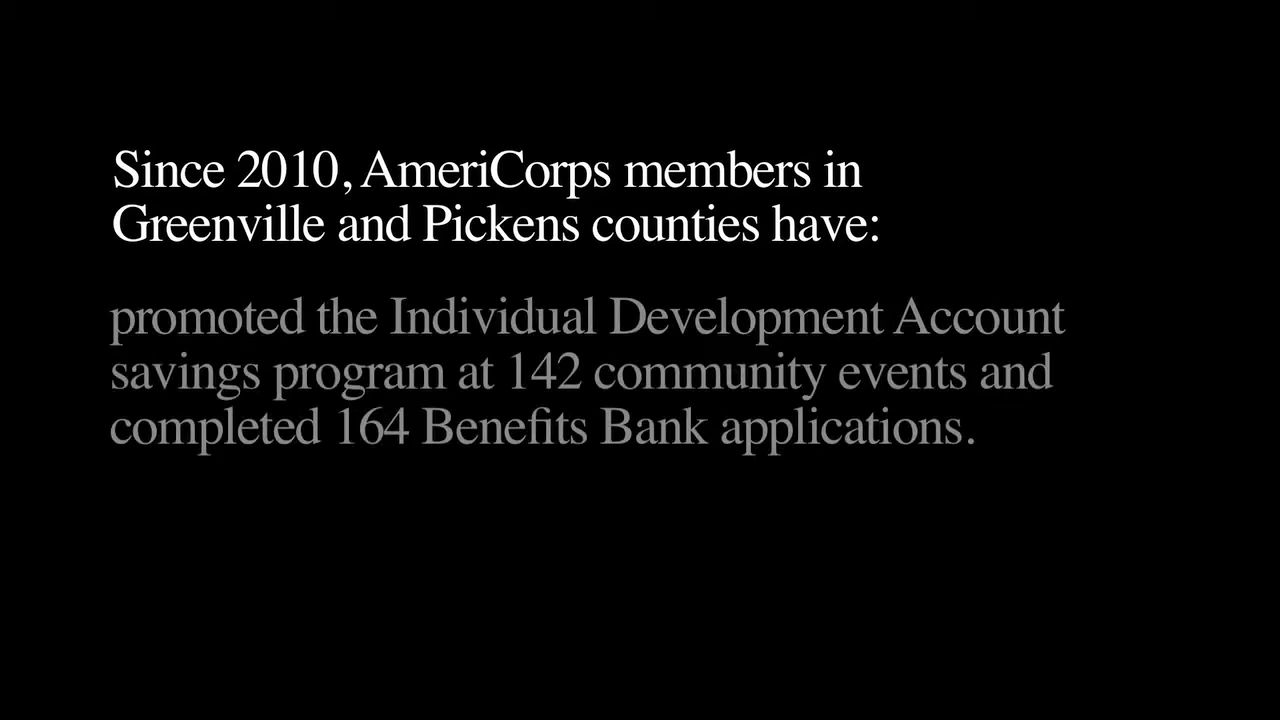 Since 2010, AmeriCorps members in
Greenville and Pickens counties have:
promoted the Individual Development Account
savings program at 142 community events and
completed 164 Benefits Bank applications.